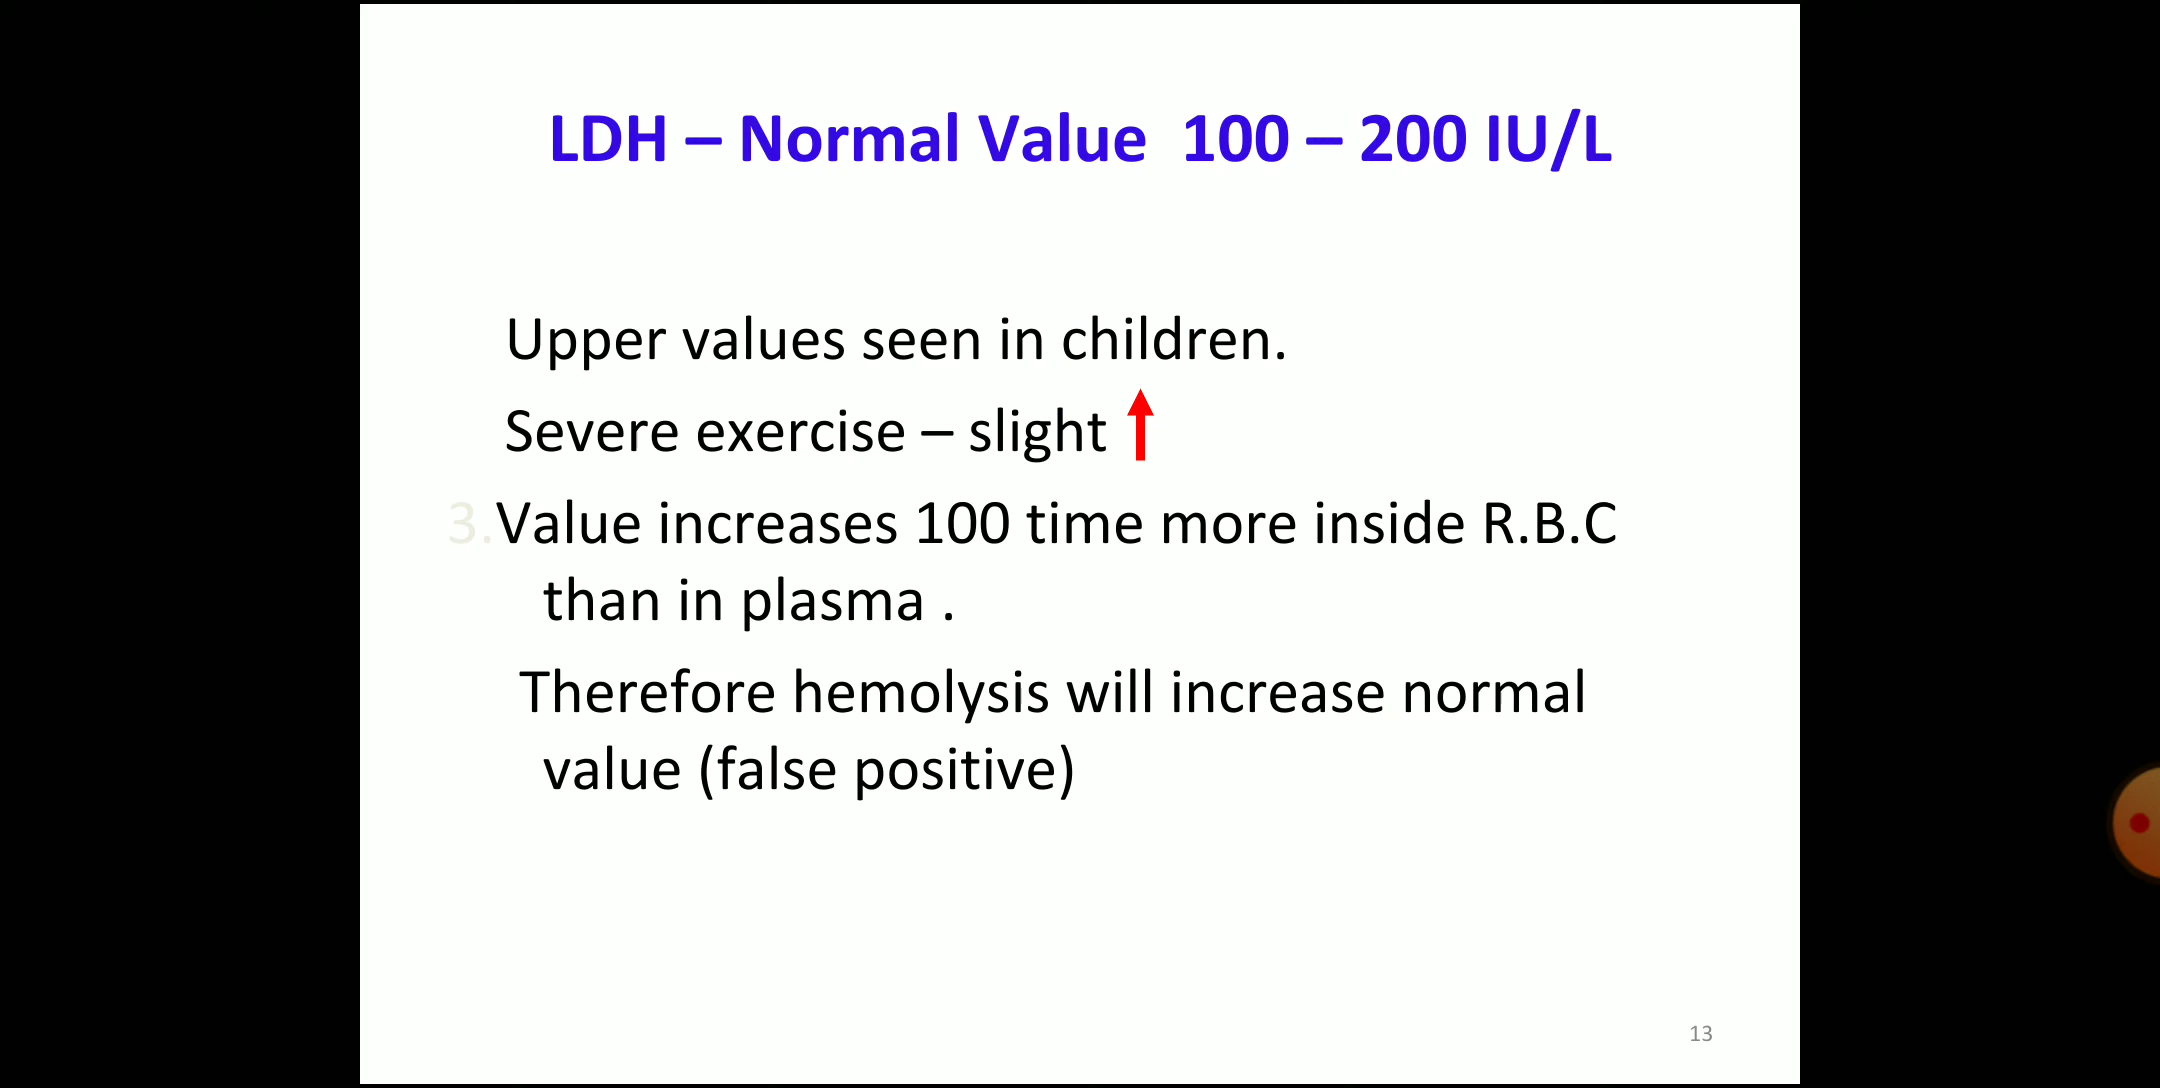 LDH – Normal Value 100 – 200 IU/L
Upper values seen in children.
Severe exercise – slight
3.Value increases 100 time more inside R.B.C
than in plasma .
Therefore hemolysis will increase normal
value (false positive)
13